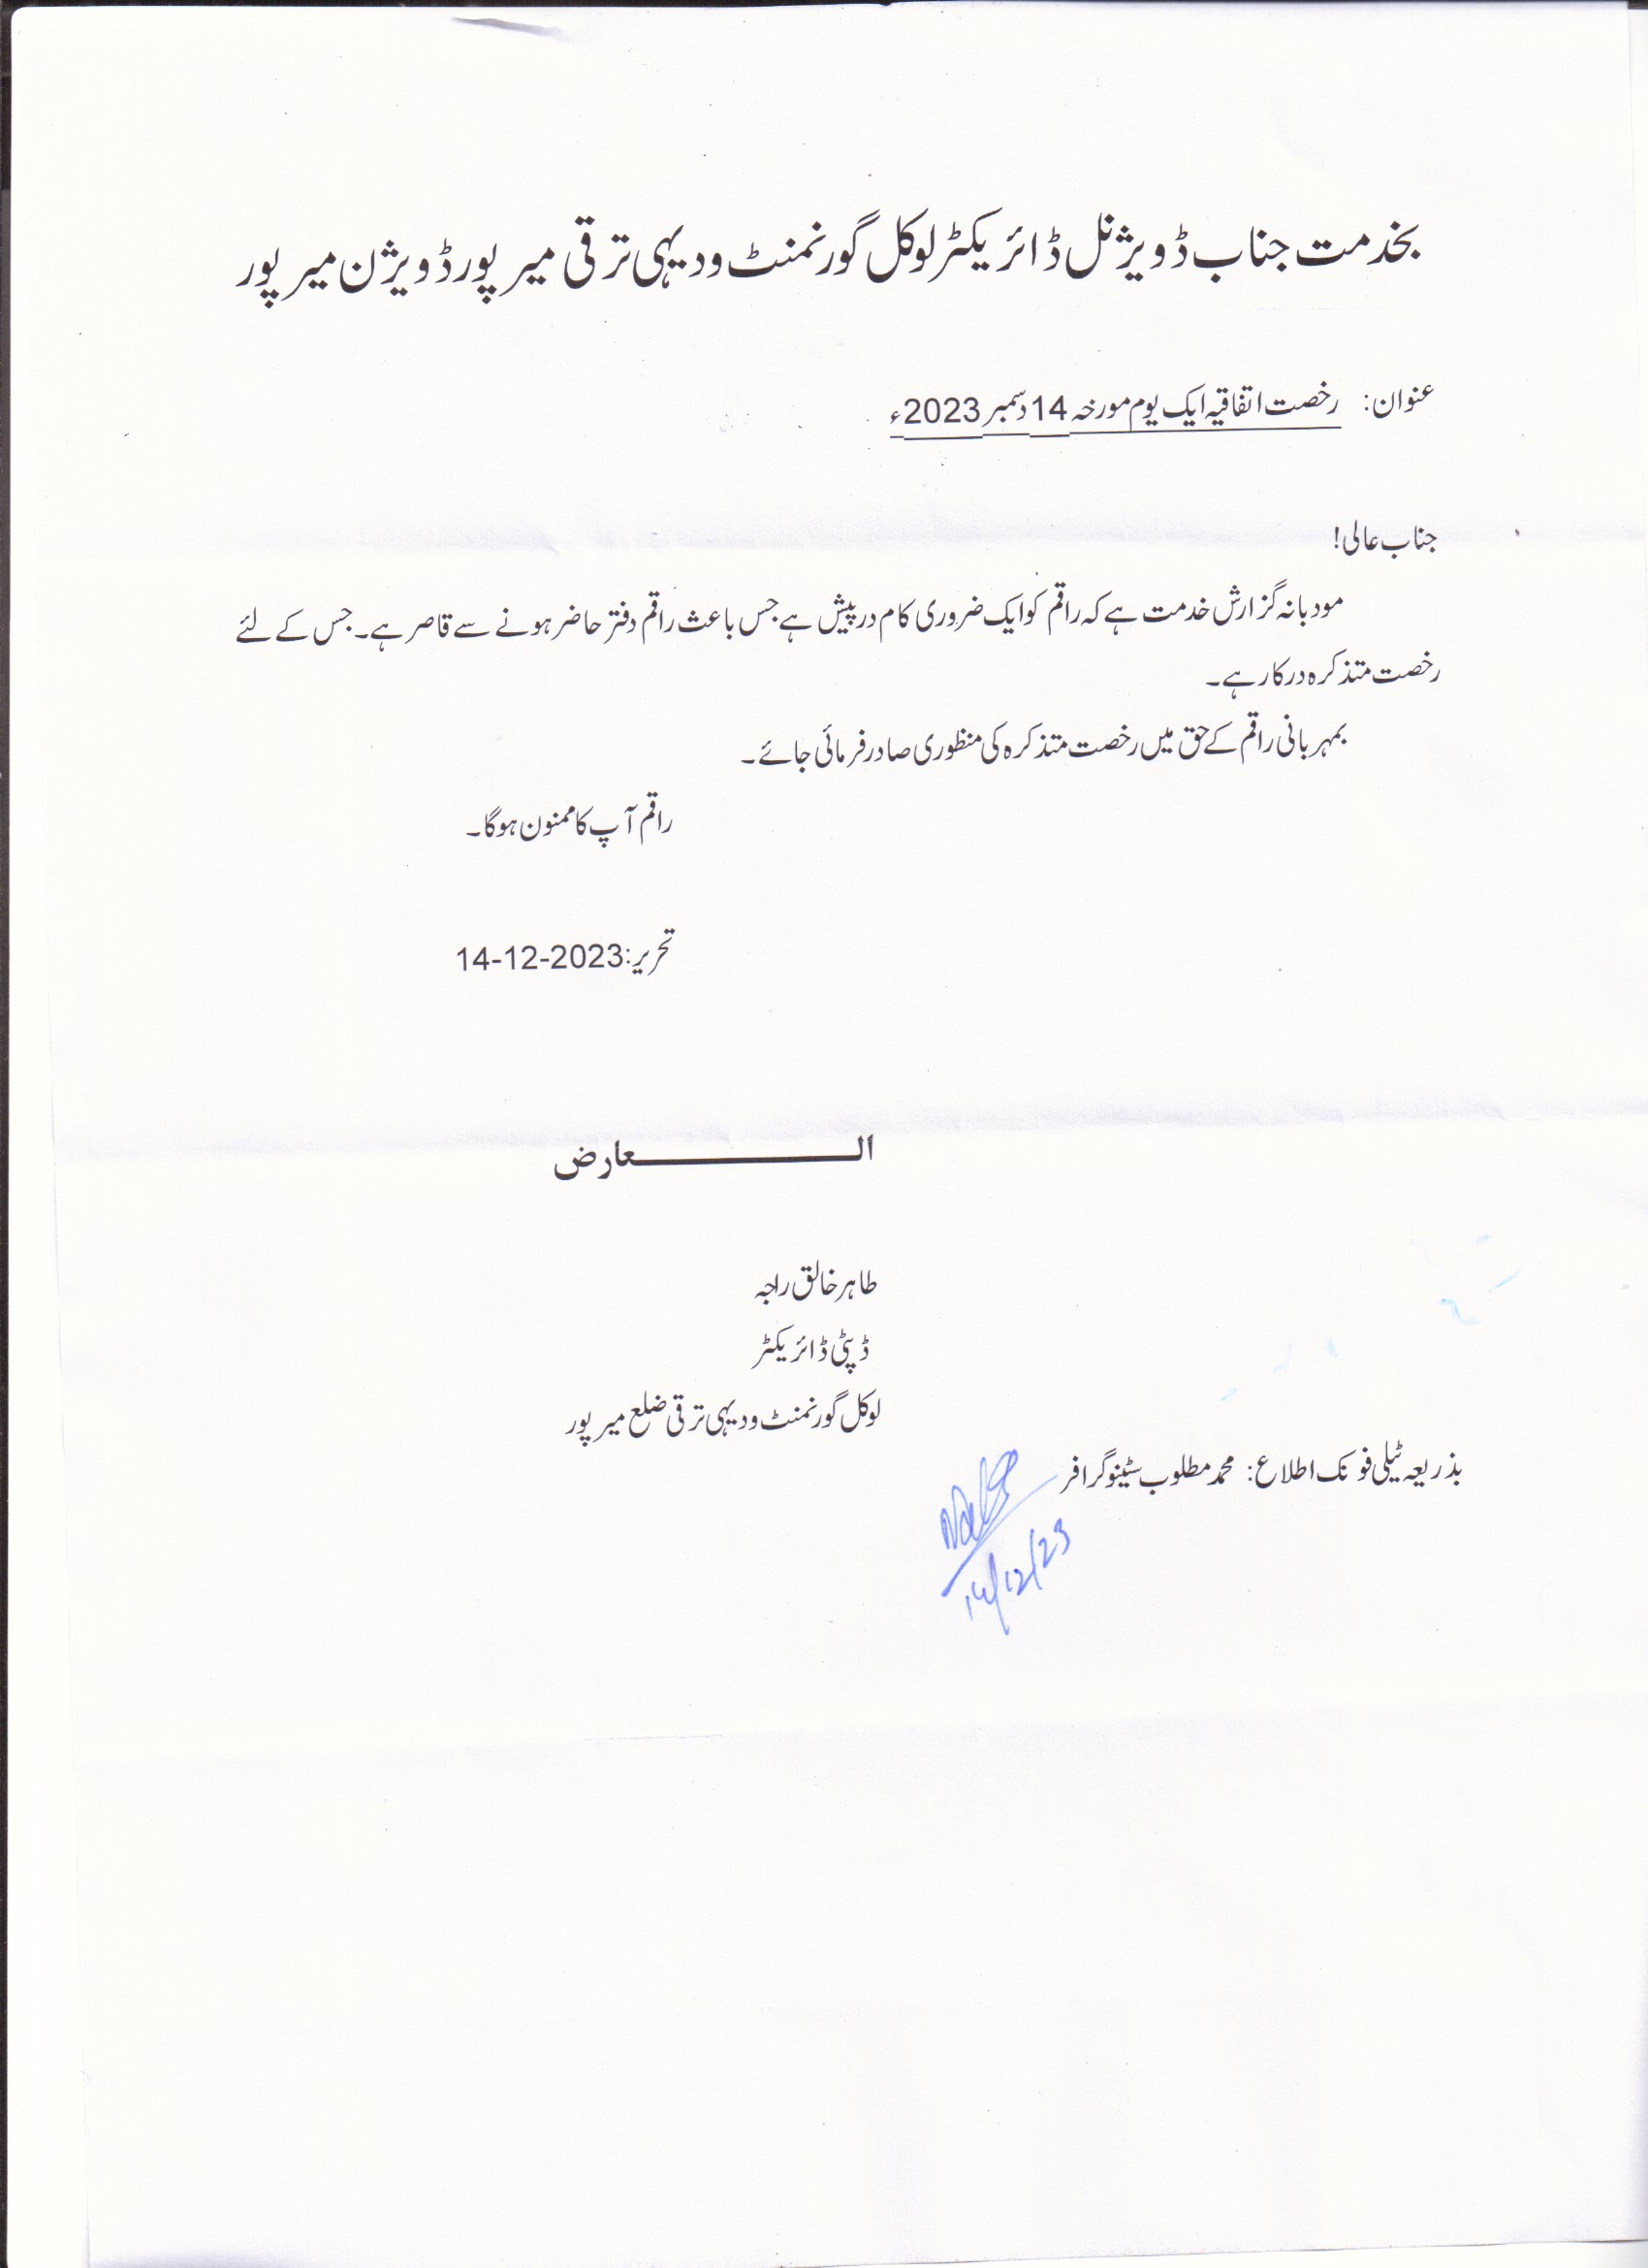 بخدمت جناب ڈویژنل ڈائریکٹر لوکل گورنمنٹ ودیہی ترقی میرپور ڈویژن میرپور
عنوان: رخصت اتفاقیہ ایک یوم مورخہ 14 دسمبر 2023ء
جناب عالی!
مودبانہ گزارش خدمت ہے کہ راقم کو ایک ضروری کام درپیش ہے جس باعث راقم دفتر حاضر ہونے سے قاصر ہے۔ جس کے لئے
رخصت متذکرہ درکار ہے۔
بمہربانی راقم کے حق میں رخصت متذکرہ کی منظوری صادر فرمائی جائے۔
راقم آپ کا ممنون ہوگا۔
تحریر: 14-12-2023
العارض
طاہر خالق راجہ
ڈپٹی ڈائریکٹر
لوکل گورنمنٹ ودیہی ترقی ضلع میرپور
بذریعہ ٹیلی فونک اطلاع: محمد مطلوب سٹینوگرافر
14/12/23